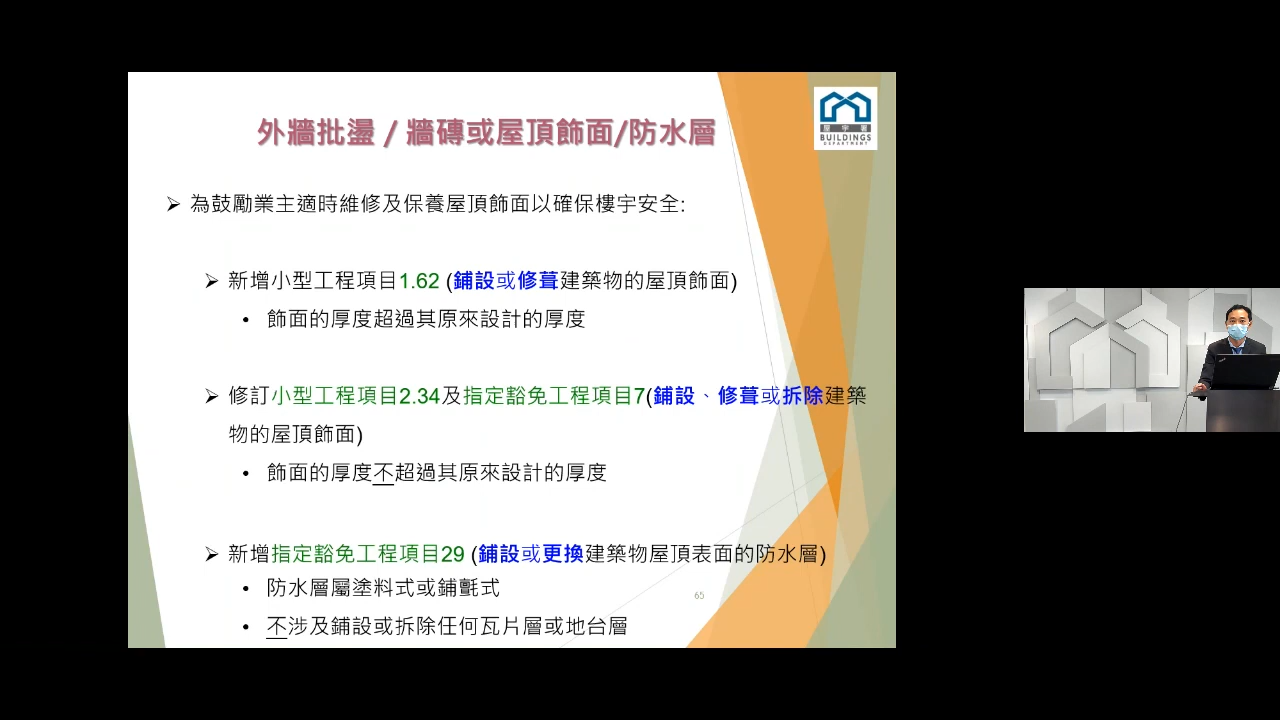 外牆批盪 / 牆磚或屋頂飾面/防水層
屋宇署
BUILDINGS
DEPARTMENT
➢ 為鼓勵業主適時維修及保養屋頂飾面以確保樓宇安全:
➢ 新增小型工程項目1.62 (鋪設或修葺建築物的屋頂飾面)
• 飾面的厚度超過其原來設計的厚度
➢ 修訂小型工程項目2.34及指定豁免工程項目7(鋪設、修葺或拆除建築
物的屋頂飾面)
• 飾面的厚度不超過其原來設計的厚度
➢ 新增指定豁免工程項目29 (鋪設或更換建築物屋頂表面的防水層)
• 防水層屬塗料式或鋪氈式
65
• 不涉及鋪設或拆除任何瓦片層或地台層